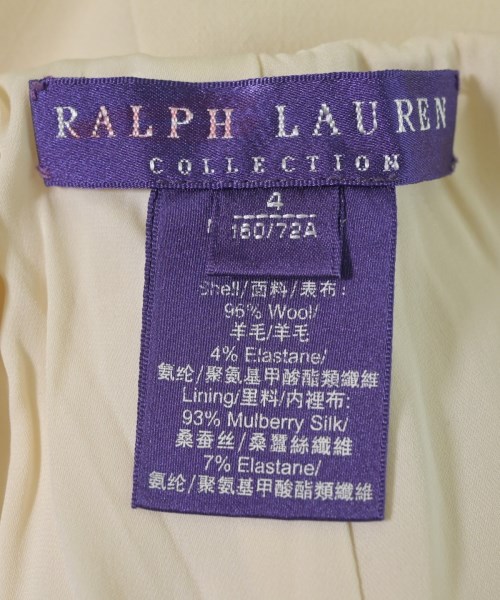 RALPH LAUREN
COLLECTION
4
160/72A
Shell/面料/表布:
96% Wool/
羊毛/羊毛
4% Elastane/
氨纶/聚氨基甲酸酯類纖維
Lining/里料/内裡布:
93% Mulberry Silk/
桑蚕丝/桑蠶絲纖維
7% Elastane/
氨纶/聚氨基甲酸酯類纖維